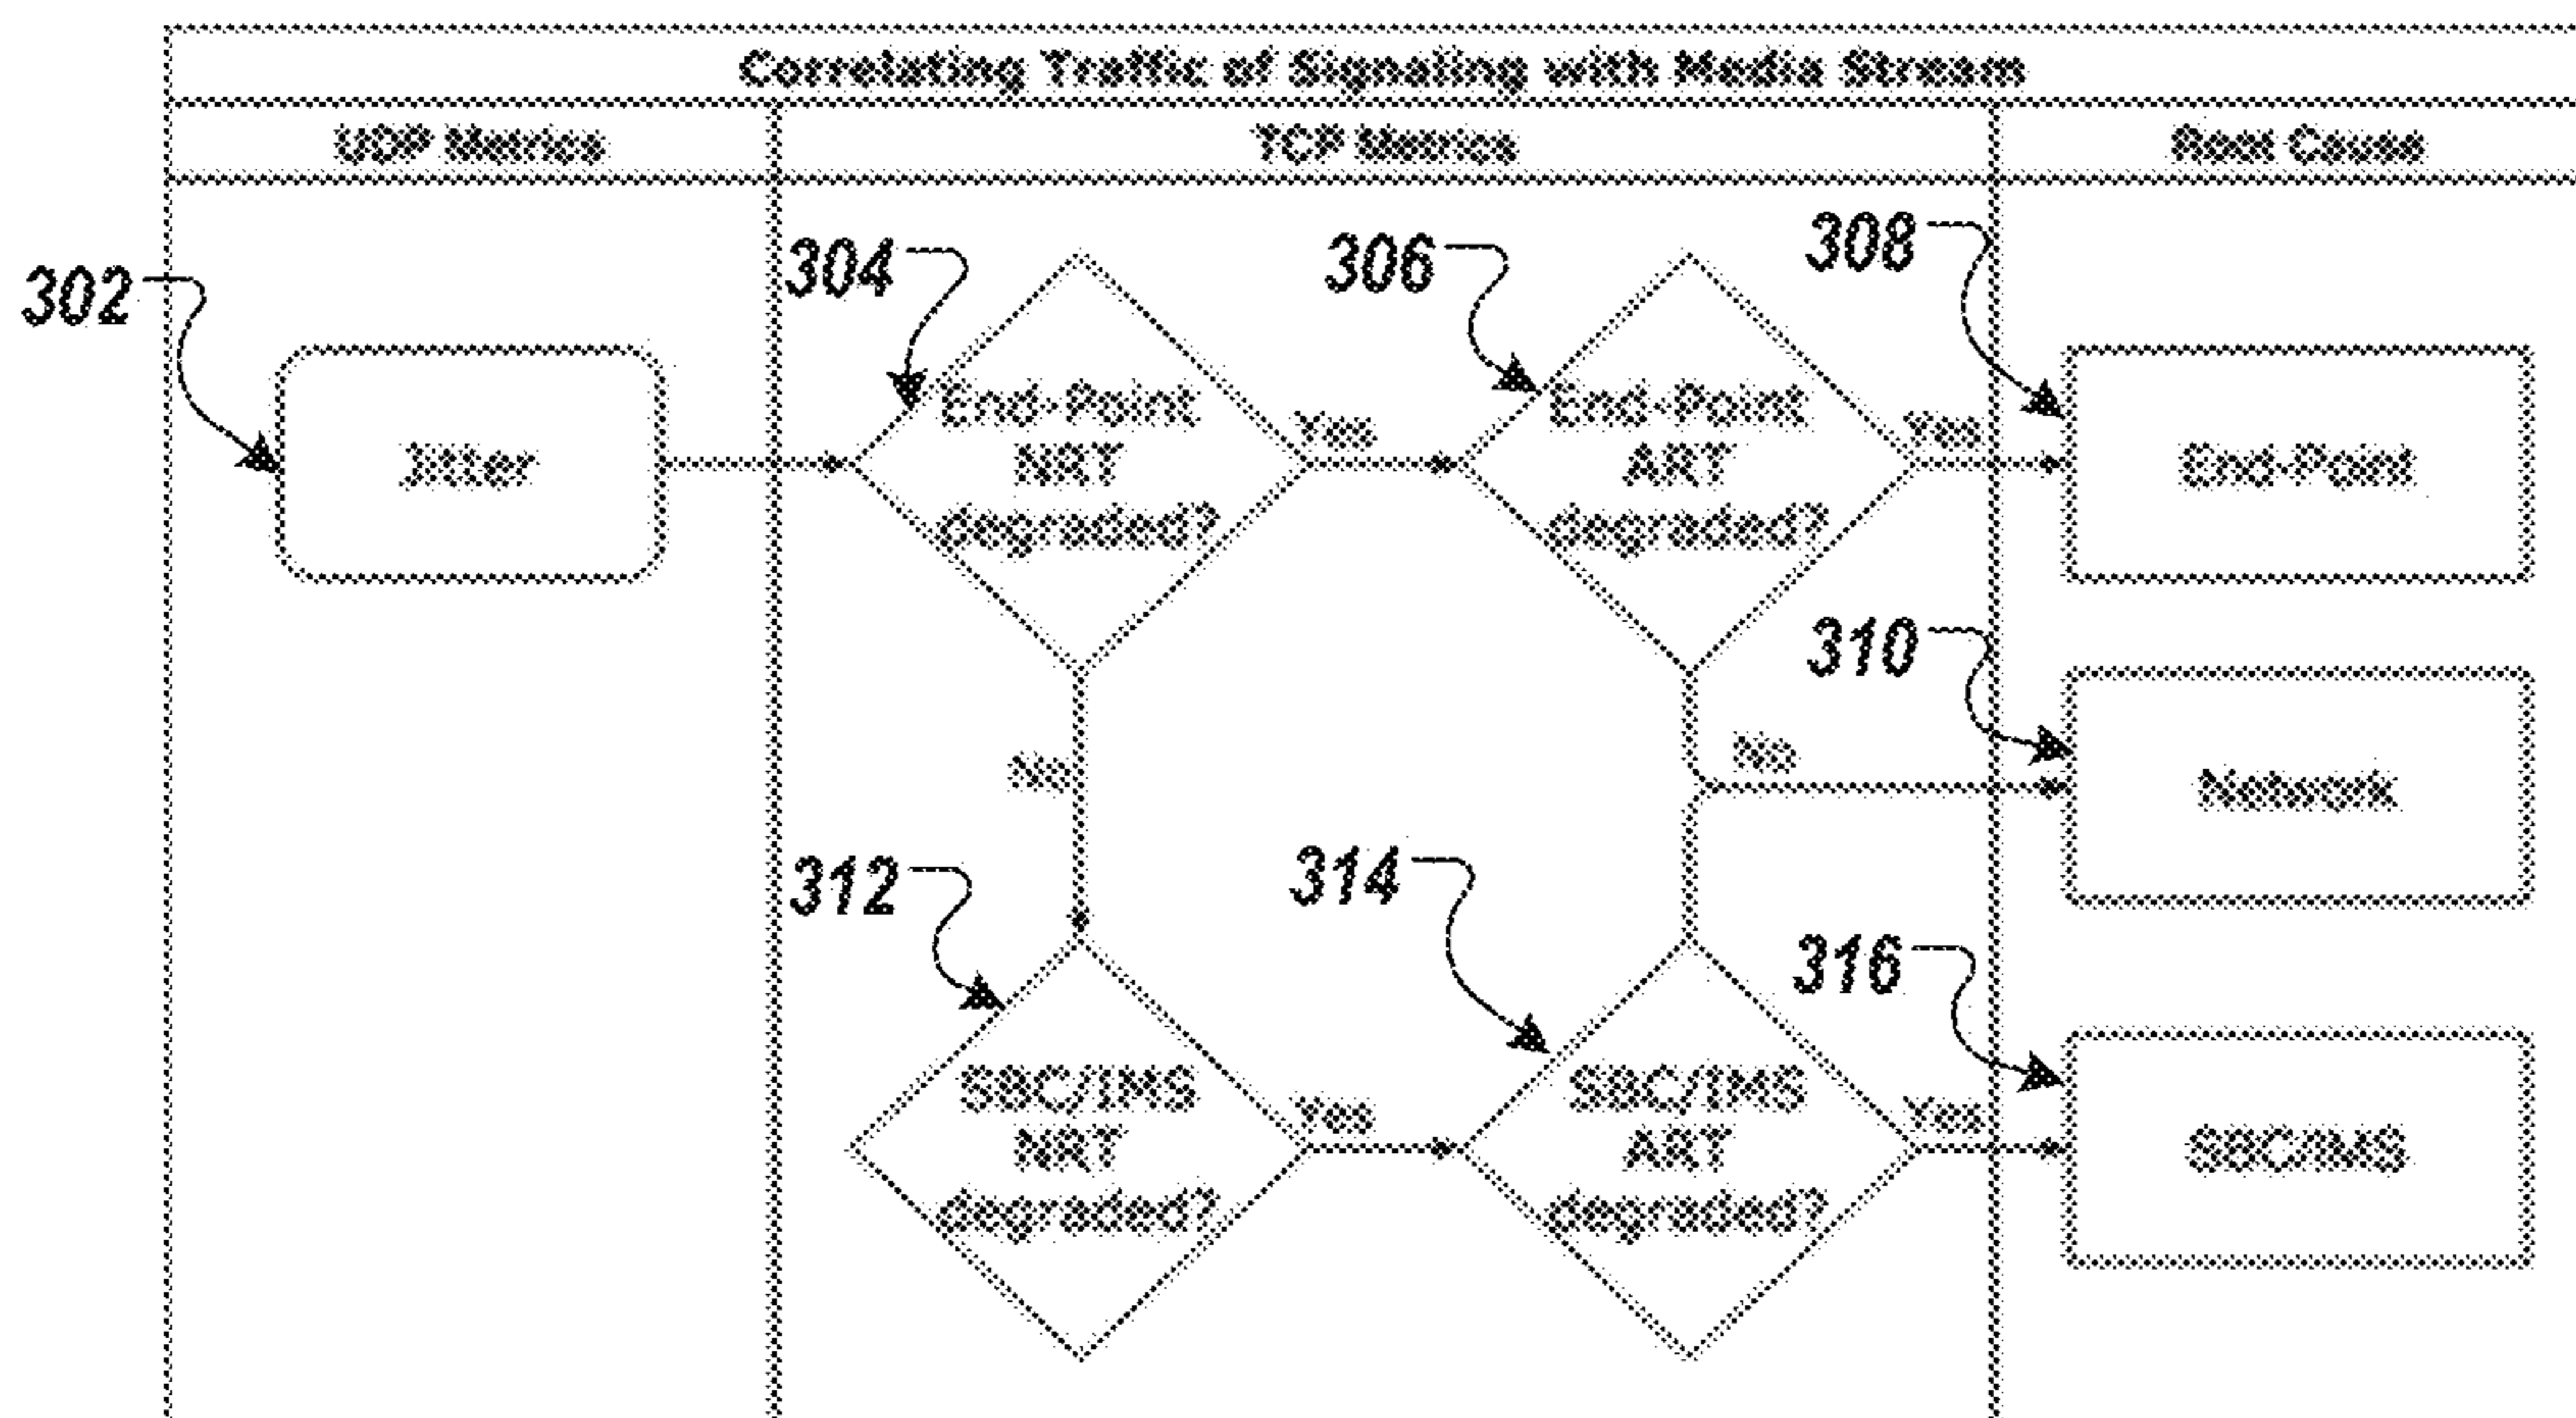 Correlating Traffic of Signaling with Media Stream
UDP Metrics
TCP Metrics
Root Cause
302
304
306
308
Jitter
End-Point
NRT
degraded?
Yes
End-Point
ART
degraded?
Yes
End-Point
No
No
310
Network
312
314
316
SBC/IMS
NRT
degraded?
Yes
SBC/IMS
ART
degraded?
Yes
SBC/IMS